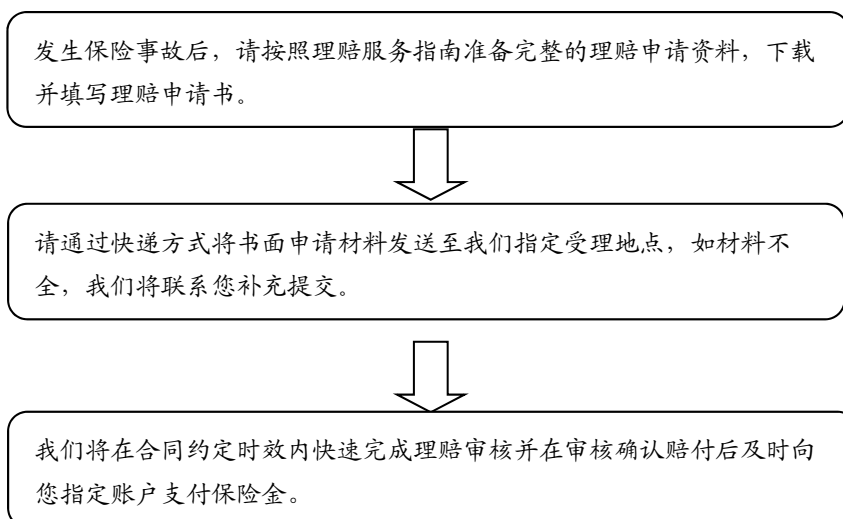 发生保险事故后，请按照理赔服务指南准备完整的理赔申请资料，下载
并填写理赔申请书。
请通过快递方式将书面申请材料发送至我们指定受理地点，如材料不
全，我们将联系您补充提交。
我们将在合同约定时效内快速完成理赔审核并在审核确认赔付后及时向
您指定账户支付保险金。